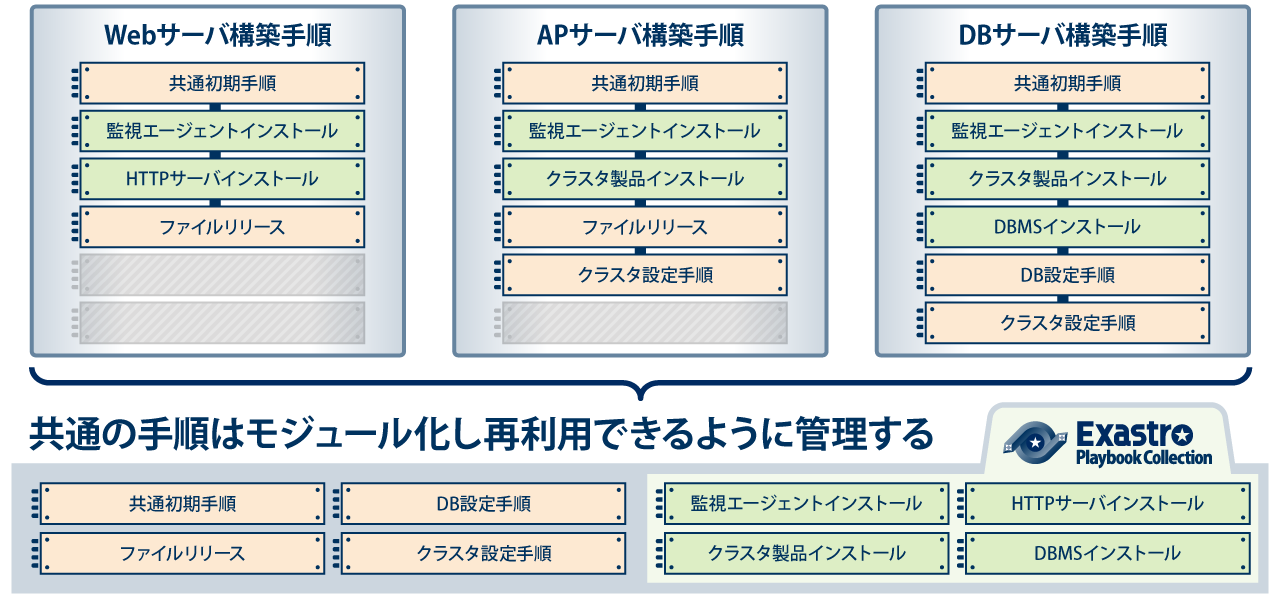 Webサーバ構築手順
共通初期手順
監視エージェントインストール
HTTPサーバインストール
ファイルリリース
APサーバ構築手順
共通初期手順
監視エージェントインストール
クラスタ製品インストール
ファイルリリース
クラスタ設定手順
DBサーバ構築手順
共通初期手順
監視エージェントインストール
クラスタ製品インストール
DBMSインストール
DB設定手順
クラスタ設定手順
共通の手順はモジュール化し再利用できるように管理する
Exastro
Playbook Collection
共通初期手順
DB設定手順
ファイルリリース
クラスタ設定手順
監視エージェントインストール
HTTPサーバインストール
クラスタ製品インストール
DBMSインストール